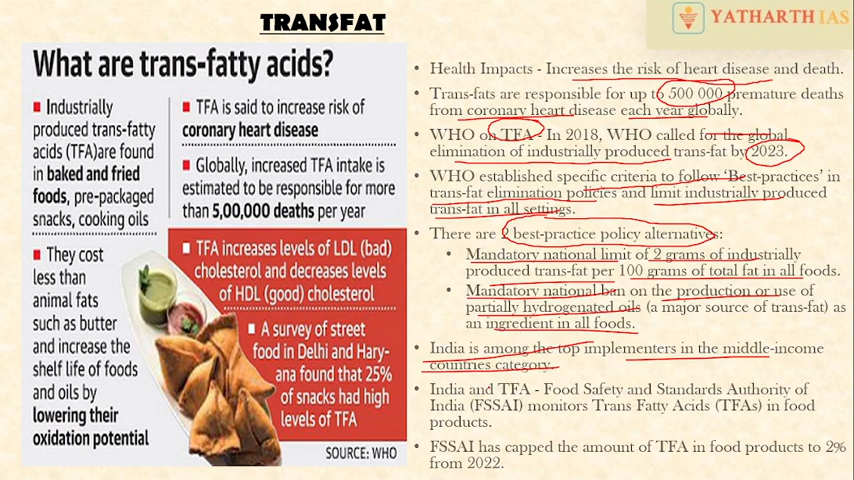 TRANSFAT
YATHARTH IAS
What are trans-fatty acids?
Industrially
produced trans-fatty
acids (TFA)are found
in baked and fried
foods, pre-packaged
snacks, cooking oils
They cost
less than
animal fats
such as butter
and increase the
shelf life of foods
and oils by
lowering their
oxidation potential
TFA is said to increase risk of
coronary heart disease
Globally, increased TFA intake is
estimated to be responsible for more
than 5,00,000 deaths per year
TFA increases levels of LDL (bad)
cholesterol and decreases levels
of HDL (good) cholesterol
A survey of street
food in Delhi and Hary-
ana found that 25%
of snacks had high
levels of TFA
SOURCE: WHO
• Health Impacts - Increases the risk of heart disease and death.
• Trans-fats are responsible for up to 500 000 premature deaths
from coronary heart disease each year globally.
• WHO on TFA - In 2018, WHO called for the global
elimination of industrially produced trans-fat by 2023.
• WHO established specific criteria to follow ‘Best-practices’ in
trans-fat elimination policies and limit industrially produced
trans-fat in all settings.
• There are 2 best-practice policy alternatives:
• Mandatory national limit of 2 grams of industrially
produced trans-fat per 100 grams of total fat in all foods.
• Mandatory national ban on the production or use of
partially hydrogenated oils (a major source of trans-fat) as
an ingredient in all foods.
• India is among the top implementers in the middle-income
countries category.
• India and TFA - Food Safety and Standards Authority of
India (FSSAI) monitors Trans Fatty Acids (TFAs) in food
products.
• FSSAI has capped the amount of TFA in food products to 2%
from 2022.